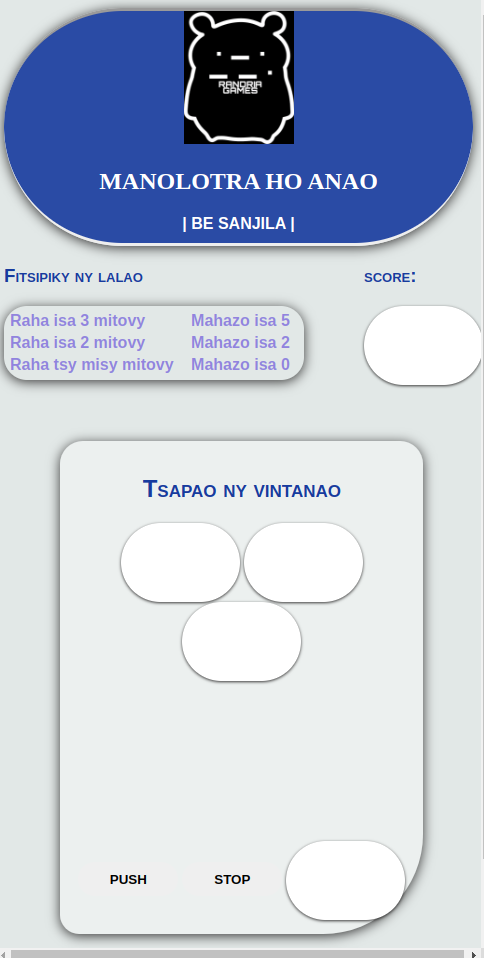 RANDRIA
GAMES
MANOLOTRA HO ANAO
| BE SANJILA |
Fitsipiky ny lalao
score:
Raha isa 3 mitovy Mahazo isa 5
Raha isa 2 mitovy Mahazo isa 2
Raha tsy misy mitovy Mahazo isa 0
Tsapao ny vintanao
PUSH STOP